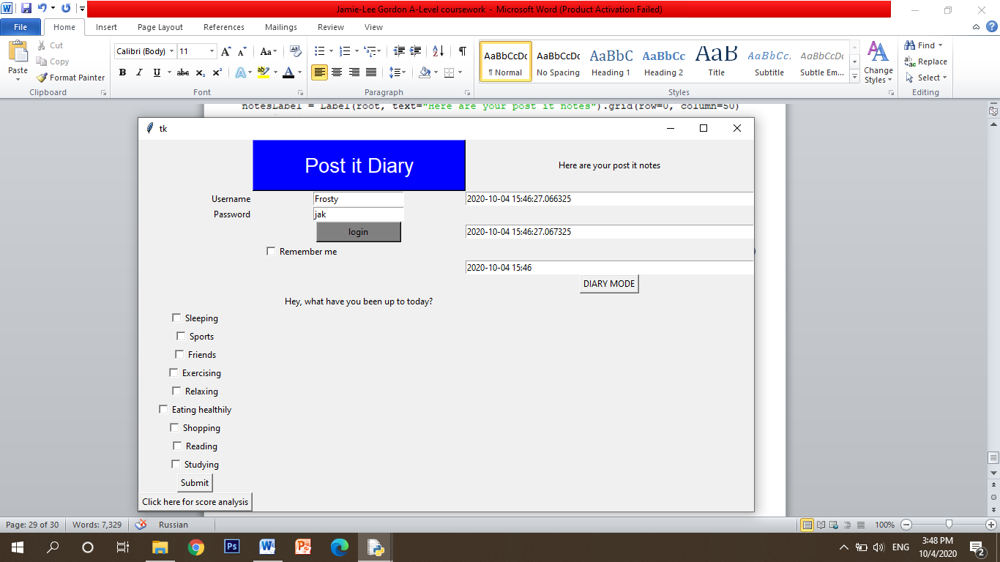 Jamie-Lee Gordon A-Level coursework - Microsoft Word (Product Activation Failed)
File Home Insert Page Layout References Mailings Review View
Paste
Cut
Copy
Format Painter
Clipboard
Calibri (Body) 11
Font
Paragraph
AaBbCcDc AaBbCcDc AaBbC AaBbCc AaB AaBbCc. AaBbCcDc
¶ Normal No Spacing Heading 1 Heading 2 Title Subtitle Subtle Em...
Change Styles
Styles
Find
Replace
Select
Editing
notesLabel = Label(root, text="Here are your post it notes").grid(row=0, column=50)
tk
Post it Diary
Here are your post it notes
Username Frosty 2020-10-04 15:46:27.066325
Password jak
login 2020-10-04 15:46:27.067325
Remember me
2020-10-04 15:46
DIARY MODE
Hey, what have you been up to today?
Sleeping
Sports
Friends
Exercising
Relaxing
Eating healthily
Shopping
Reading
Studying
Submit
Click here for score analysis
Page: 29 of 30 Words: 7,329 Russian 100%
ENG 3:48 PM
10/4/2020
2